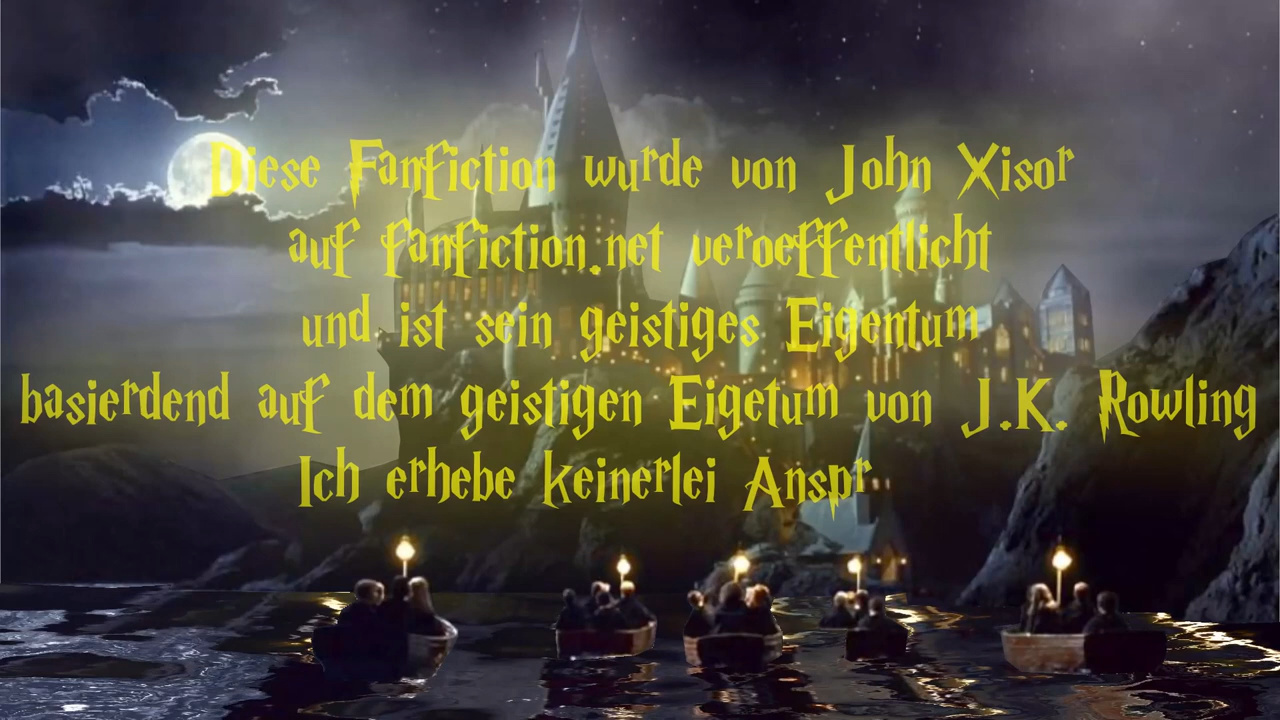 Diese Fanfiction wurde von John Xisor
auf fanfiction.net veroeffentlicht
und ist sein geistiges Eigentum
basierdend auf dem geistigen Eigetum von J.K. Rowling
Ich erhebe keinerlei Anspr